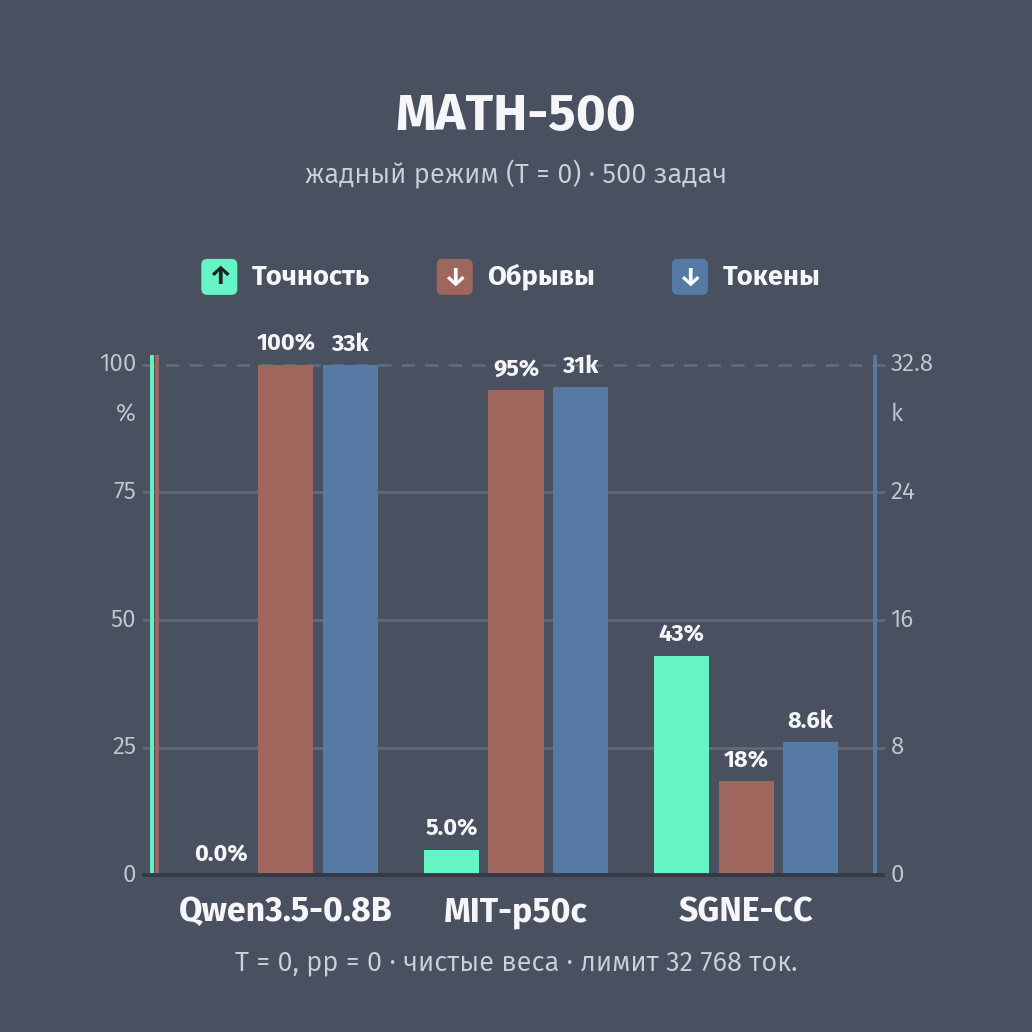 MATH-500
жадный режим (T = 0) · 500 задач
↑ Точность ↓ Обрывы ↓ Токены
100% 33k
95% 31k
100 32.8
% k
75 24
50 16
43%
8.6k
25 8
18%
5.0%
0.0%
0 0
Qwen3.5-0.8B MIT-p50c SGNE-CC
T = 0, pp = 0 · чистые веса · лимит 32 768 ток.